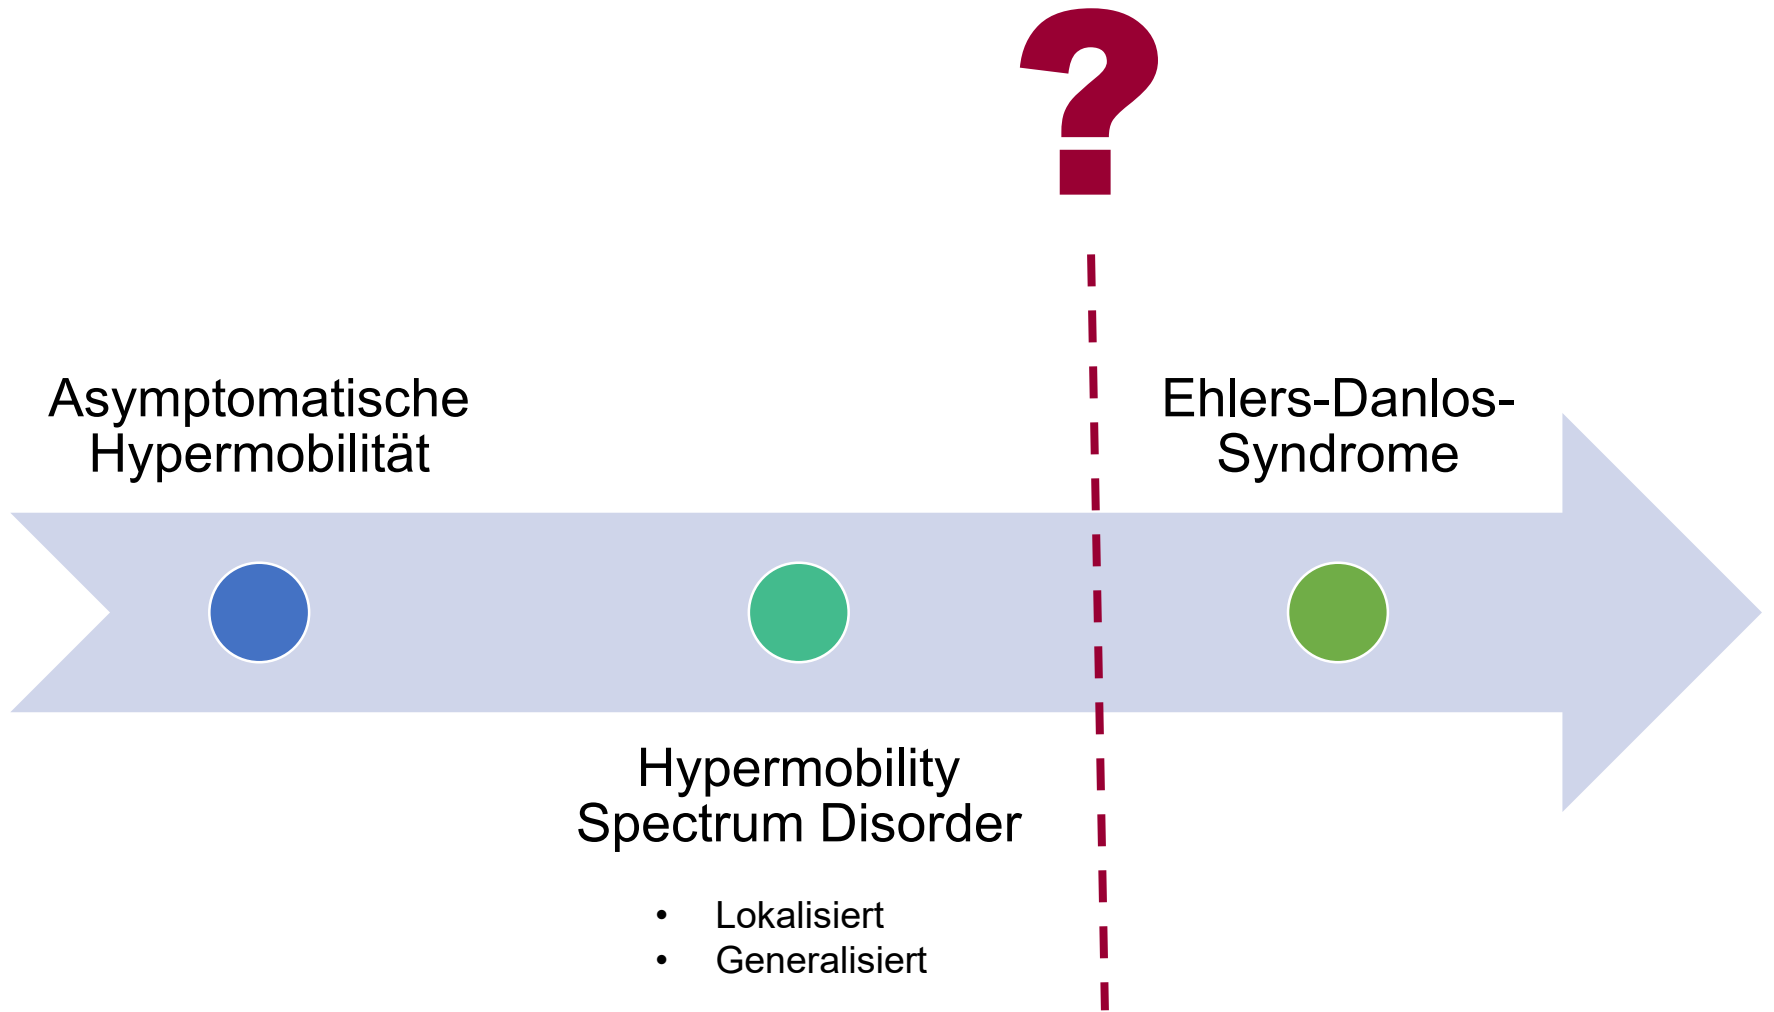 ?
Asymptomatische
Hypermobilität
Ehlers-Danlos-
Syndrome
Hypermobility
Spectrum Disorder
• Lokalisiert
• Generalisiert